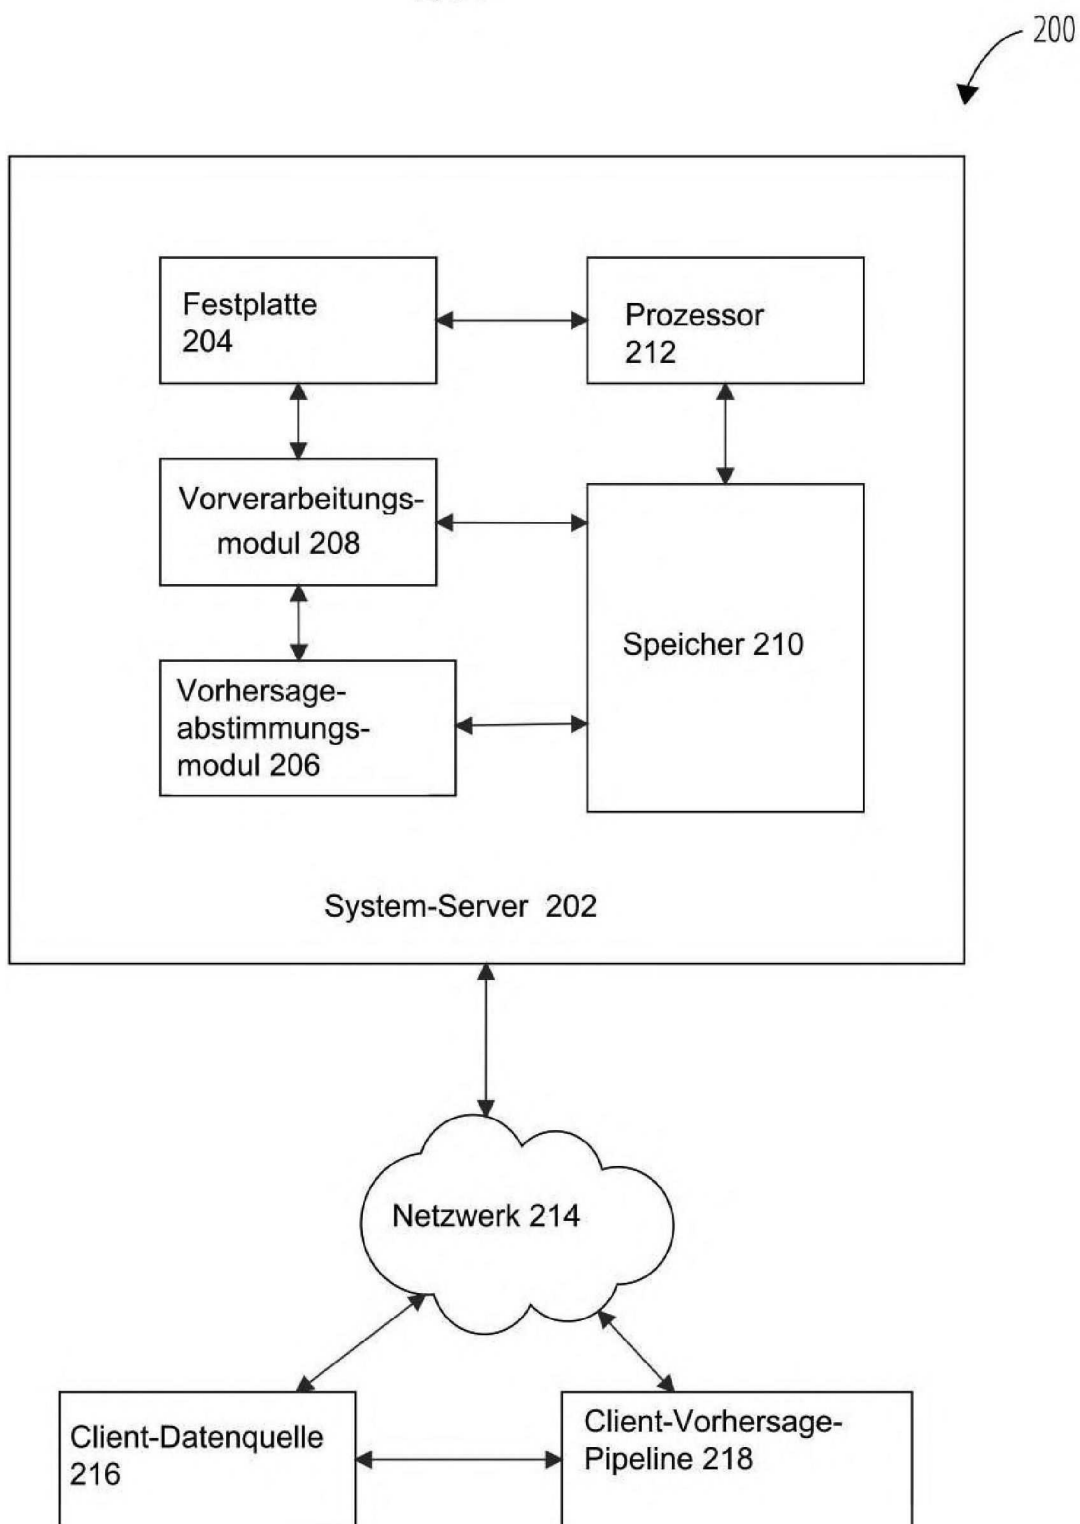 200
Festplatte
204
Prozessor
212
Vorverarbeitungs-
modul 208
Speicher 210
Vorhersage-
abstimmungs-
modul 206
System-Server 202
Netzwerk 214
Client-Datenquelle
216
Client-Vorhersage-
Pipeline 218